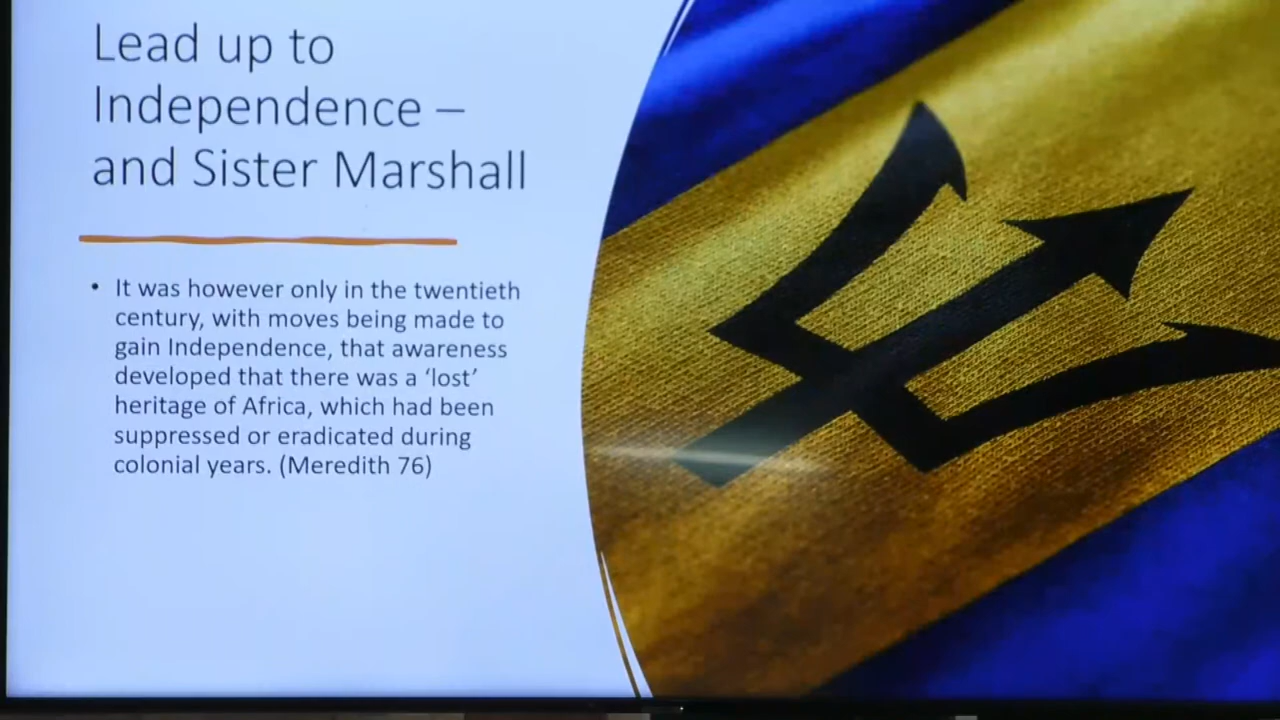 Lead up to
Independence –
and Sister Marshall
• It was however only in the twentieth
century, with moves being made to
gain Independence, that awareness
developed that there was a ‘lost’
heritage of Africa, which had been
suppressed or eradicated during
colonial years. (Meredith 76)